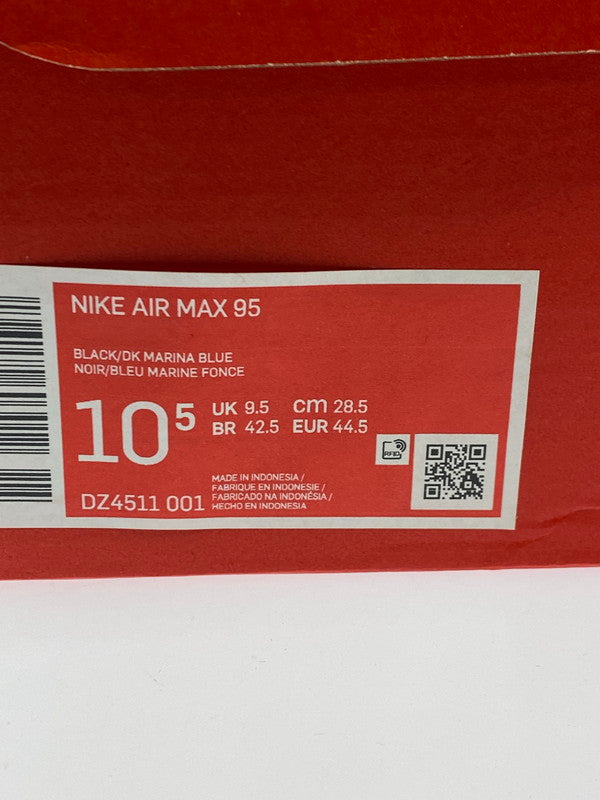 NIKE AIR MAX 95
BLACK/DK MARINA BLUE
NOIR/BLEU MARINE FONCE
10 5 UK 9.5 cm 28.5
BR 42.5 EUR 44.5
RFID
DZ4511 001
MADE IN INDONESIA /
FABRIQUE EN INDONESIE /
FABRICADO NA INDONÉSIA /
HECHO EN INDONESIA